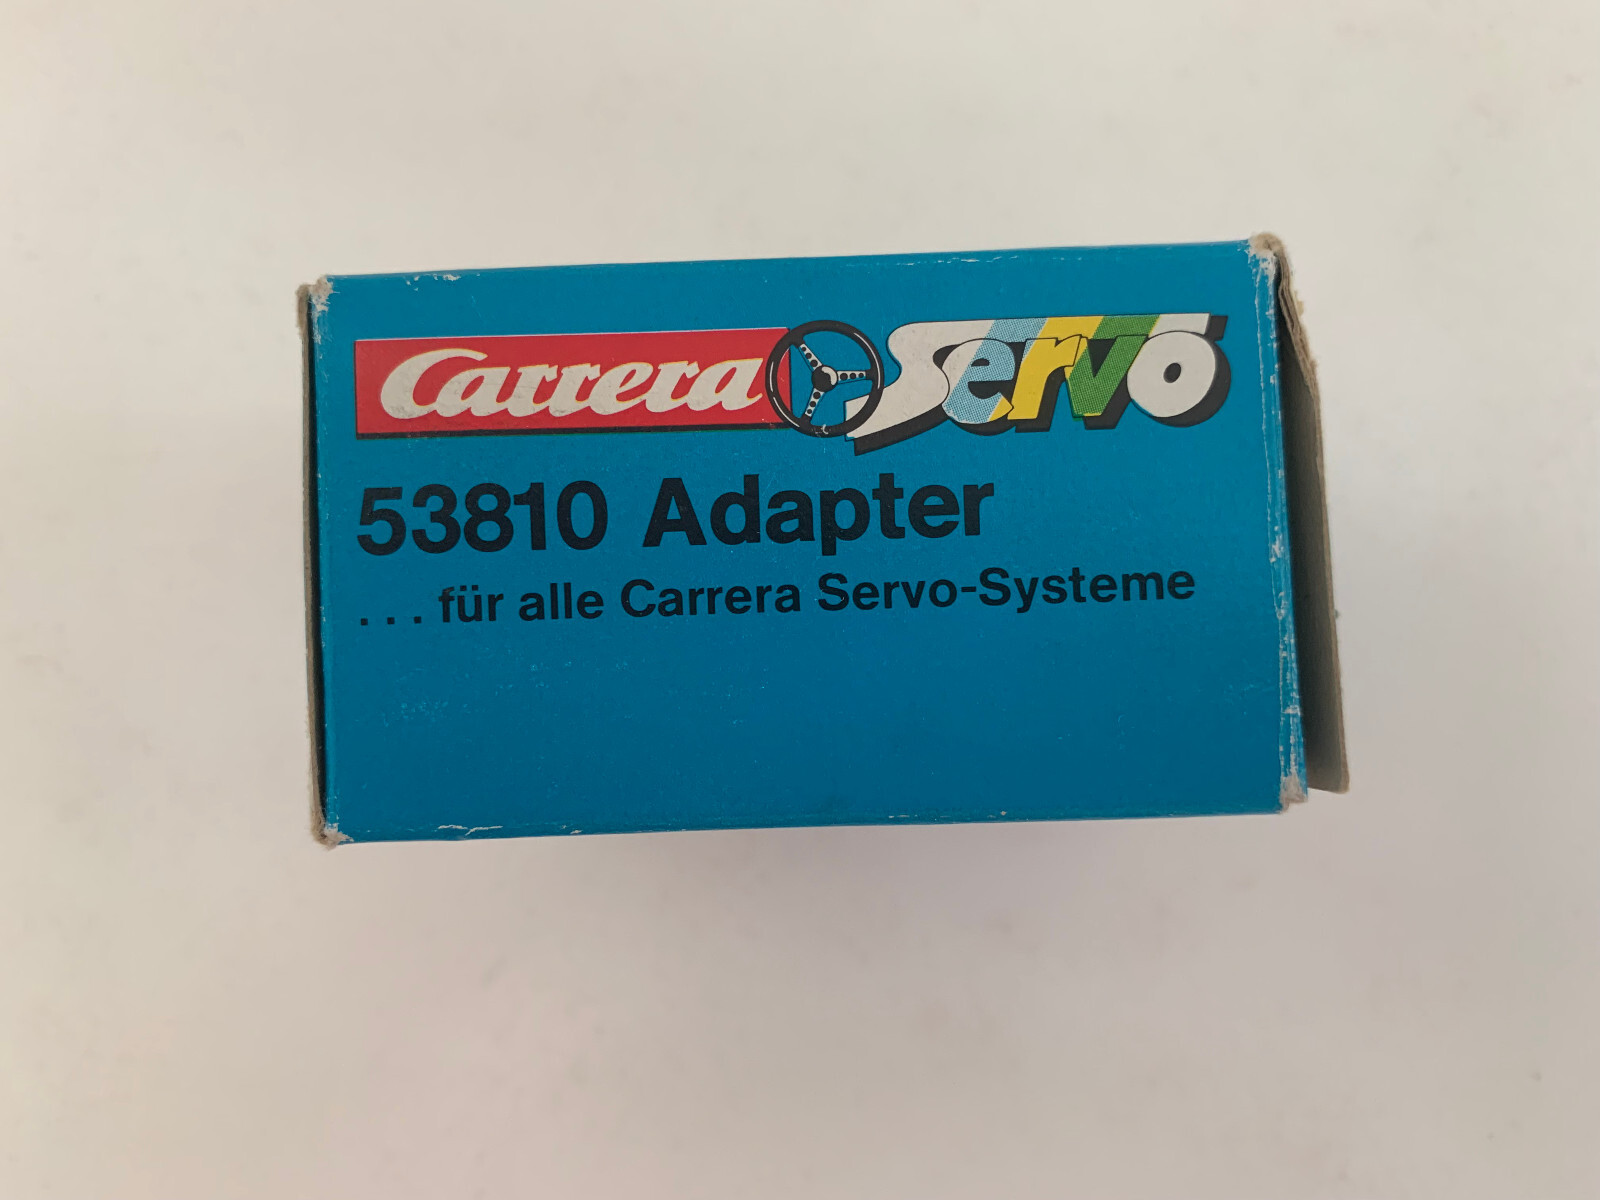 Carrera Servo
53810 Adapter
...für alle Carrera Servo-Systeme